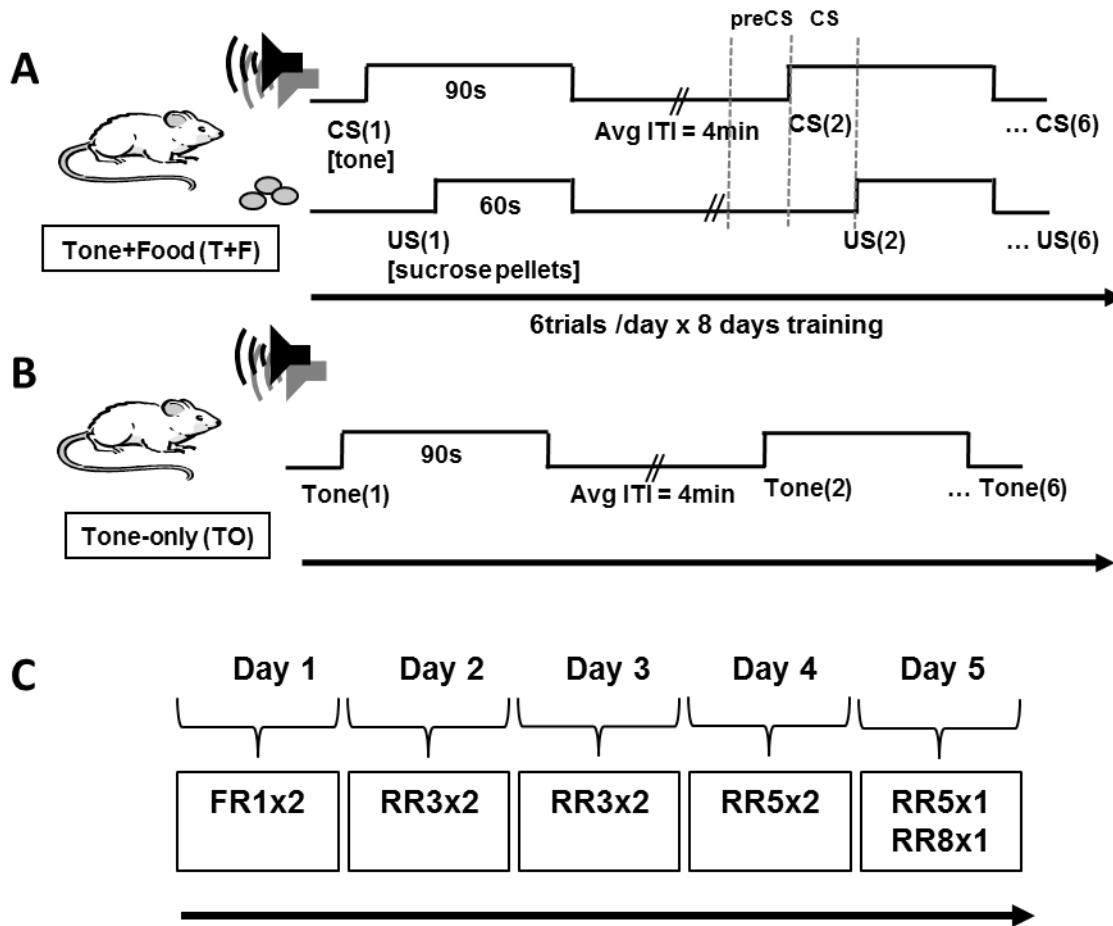 preCS CS
A
90s
CS(1)
[tone]
Avg ITI = 4min
CS(2)
... CS(6)
60s
Tone+Food (T+F)
US(1)
[sucrose pellets]
US(2)
... US(6)
6trials /day x 8 days training
B
90s
Tone(1)
Avg ITI = 4min
Tone(2)
... Tone(6)
Tone-only (TO)
C
Day 1 Day 2 Day 3 Day 4 Day 5
FR1x2 RR3x2 RR3x2 RR5x2 RR5x1
RR8x1